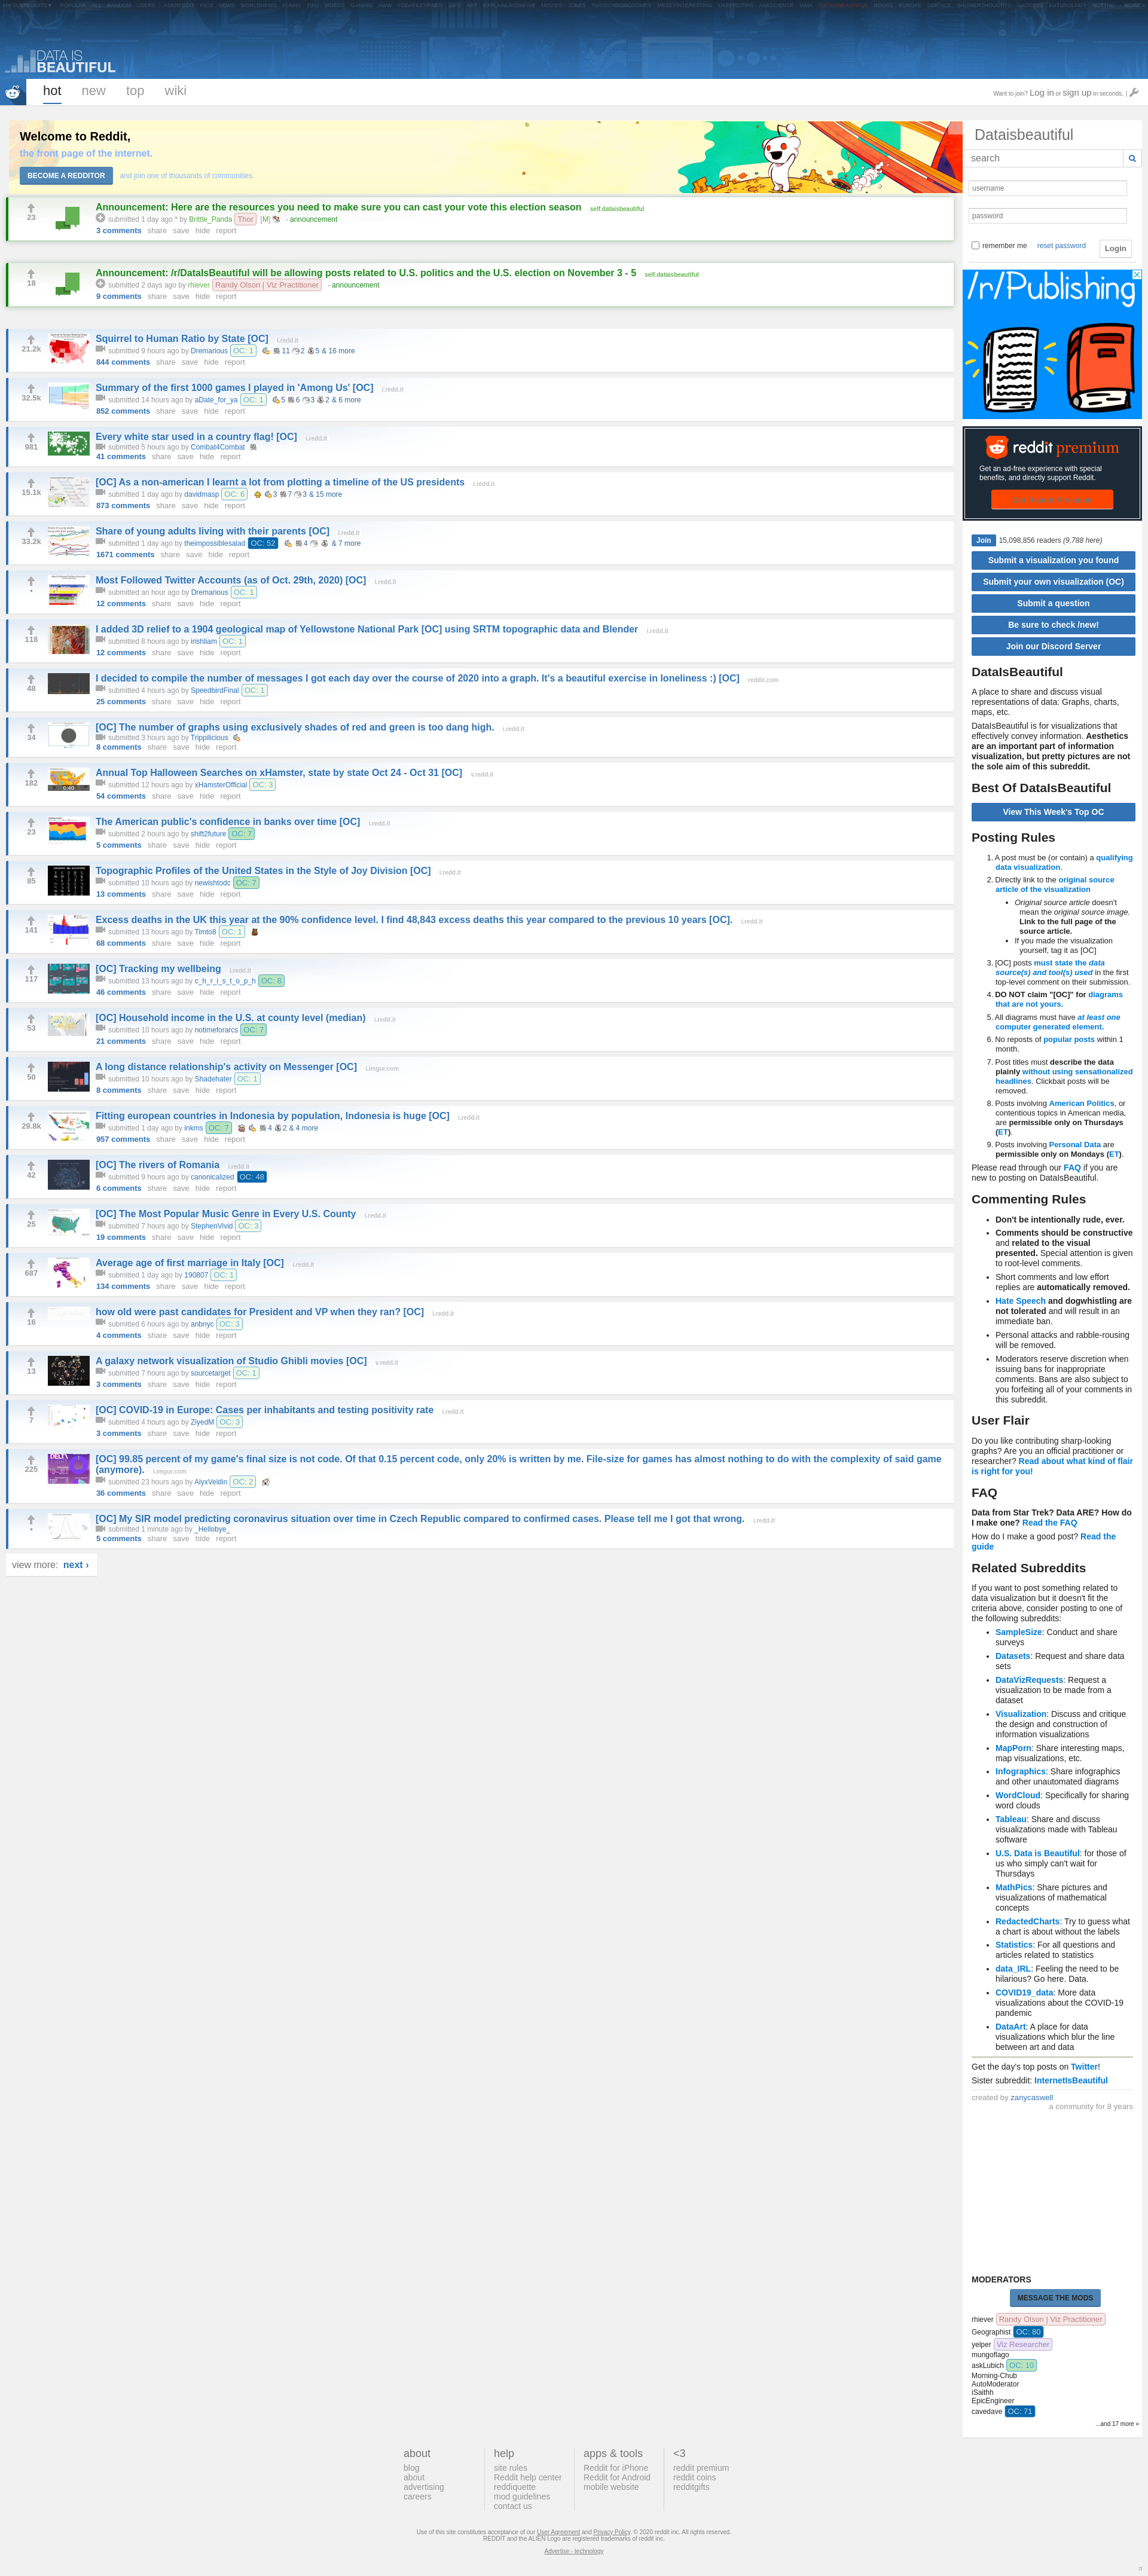 DATA IS
BEAUTIFUL
hot new top wiki
Want to join? Log in or sign up in seconds. |
Welcome to Reddit,
the front page of the internet.
BECOME A REDDITOR
and join one of thousands of communities.
23
Announcement: Here are the resources you need to make sure you can cast your vote this election season self.dataisbeautiful
submitted 1 day ago * by Brittle_Panda Thor [M] - announcement
3 comments share save hide report
18
Announcement: /r/DataIsBeautiful will be allowing posts related to U.S. politics and the U.S. election on November 3 - 5 self.dataisbeautiful
submitted 2 days ago by rhiever Randy Olson | Viz Practitioner - announcement
9 comments share save hide report
21.2k
Squirrel to Human Ratio by State [OC] i.redd.it
submitted 9 hours ago by Dremarious OC: 1 11 2 5 & 16 more
844 comments share save hide report
32.5k
Summary of the first 1000 games I played in 'Among Us' [OC] i.redd.it
submitted 14 hours ago by aDate_for_ya OC: 1 5 6 3 2 & 6 more
852 comments share save hide report
981
Every white star used in a country flag! [OC] i.redd.it
submitted 5 hours ago by Combat4Combat
41 comments share save hide report
15.1k
[OC] As a non-american I learnt a lot from plotting a timeline of the US presidents i.redd.it
submitted 1 day ago by davidmasp OC: 6 3 7 3 & 15 more
873 comments share save hide report
33.2k
Share of young adults living with their parents [OC] i.redd.it
submitted 1 day ago by theimpossiblesalad OC: 52 4 & 7 more
1671 comments share save hide report
•
Most Followed Twitter Accounts (as of Oct. 29th, 2020) [OC] i.redd.it
submitted an hour ago by Dremarious OC: 1
12 comments share save hide report
118
I added 3D relief to a 1904 geological map of Yellowstone National Park [OC] using SRTM topographic data and Blender i.redd.it
submitted 8 hours ago by irishliam OC: 1
12 comments share save hide report
48
I decided to compile the number of messages I got each day over the course of 2020 into a graph. It's a beautiful exercise in loneliness :) [OC] reddit.com
submitted 4 hours ago by SpeedbirdFinal OC: 1
25 comments share save hide report
34
[OC] The number of graphs using exclusively shades of red and green is too dang high. i.redd.it
submitted 3 hours ago by Trippilicious
8 comments share save hide report
182
Annual Top Halloween Searches on xHamster, state by state Oct 24 - Oct 31 [OC] v.redd.it
submitted 12 hours ago by xHamsterOfficial OC: 3
54 comments share save hide report
23
The American public's confidence in banks over time [OC] i.redd.it
submitted 2 hours ago by shift2future OC: 7
5 comments share save hide report
85
Topographic Profiles of the United States in the Style of Joy Division [OC] i.redd.it
submitted 10 hours ago by newishtodc OC: 7
13 comments share save hide report
141
Excess deaths in the UK this year at the 90% confidence level. I find 48,843 excess deaths this year compared to the previous 10 years [OC]. i.redd.it
submitted 13 hours ago by Timto8 OC: 1
68 comments share save hide report
117
[OC] Tracking my wellbeing i.redd.it
submitted 13 hours ago by c_h_r_i_s_t_o_p_h OC: 6
46 comments share save hide report
53
[OC] Household income in the U.S. at county level (median) i.redd.it
submitted 10 hours ago by notimeforarcs OC: 7
21 comments share save hide report
50
A long distance relationship's activity on Messenger [OC] i.imgur.com
submitted 10 hours ago by Shadehater OC: 1
8 comments share save hide report
29.8k
Fitting european countries in Indonesia by population, Indonesia is huge [OC] i.redd.it
submitted 1 day ago by inkms OC: 7 4 2 & 4 more
957 comments share save hide report
42
[OC] The rivers of Romania i.redd.it
submitted 9 hours ago by canonicalized OC: 48
6 comments share save hide report
25
[OC] The Most Popular Music Genre in Every U.S. County i.redd.it
submitted 7 hours ago by StephenVivid OC: 3
19 comments share save hide report
687
Average age of first marriage in Italy [OC] i.redd.it
submitted 1 day ago by 190807 OC: 1
134 comments share save hide report
16
how old were past candidates for President and VP when they ran? [OC] i.redd.it
submitted 6 hours ago by anbnyc OC: 3
4 comments share save hide report
13
A galaxy network visualization of Studio Ghibli movies [OC] v.redd.it
submitted 7 hours ago by sourcetarget OC: 1
3 comments share save hide report
7
[OC] COVID-19 in Europe: Cases per inhabitants and testing positivity rate i.redd.it
submitted 4 hours ago by ZiyedM OC: 3
3 comments share save hide report
225
[OC] 99.85 percent of my game's final size is not code. Of that 0.15 percent code, only 20% is written by me. File-size for games has almost nothing to do with the complexity of said game
(anymore). i.imgur.com
submitted 23 hours ago by AlyxVeldin OC: 2
36 comments share save hide report
•
[OC] My SIR model predicting coronavirus situation over time in Czech Republic compared to confirmed cases. Please tell me I got that wrong. i.redd.it
submitted 1 minute ago by _Hellobye_
5 comments share save hide report
view more: next ›
Dataisbeautiful
search
username
password
remember me reset password Login
/r/Publishing
reddit premium
Get an ad-free experience with special
benefits, and directly support Reddit.
Join 15,098,856 readers (9,788 here)
Submit a visualization you found
Submit your own visualization (OC)
Submit a question
Be sure to check /new!
Join our Discord Server
DataIsBeautiful
A place to share and discuss visual
representations of data: Graphs, charts,
maps, etc.
DataIsBeautiful is for visualizations that
effectively convey information. Aesthetics
are an important part of information
visualization, but pretty pictures are not
the sole aim of this subreddit.
Best Of DataIsBeautiful
View This Week's Top OC
Posting Rules
1. A post must be (or contain) a qualifying
data visualization.
2. Directly link to the original source
article of the visualization
• Original source article doesn't
mean the original source image.
Link to the full page of the
source article.
• If you made the visualization
yourself, tag it as [OC]
3. [OC] posts must state the data
source(s) and tool(s) used in the first
top-level comment on their submission.
4. DO NOT claim "[OC]" for diagrams
that are not yours.
5. All diagrams must have at least one
computer generated element.
6. No reposts of popular posts within 1
month.
7. Post titles must describe the data
plainly without using sensationalized
headlines. Clickbait posts will be
removed.
8. Posts involving American Politics, or
contentious topics in American media,
are permissible only on Thursdays
(ET).
9. Posts involving Personal Data are
permissible only on Mondays (ET).
Please read through our FAQ if you are
new to posting on DataIsBeautiful.
Commenting Rules
• Don't be intentionally rude, ever.
• Comments should be constructive
and related to the visual
presented. Special attention is given
to root-level comments.
• Short comments and low effort
replies are automatically removed.
• Hate Speech and dogwhistling are
not tolerated and will result in an
immediate ban.
• Personal attacks and rabble-rousing
will be removed.
• Moderators reserve discretion when
issuing bans for inappropriate
comments. Bans are also subject to
you forfeiting all of your comments in
this subreddit.
User Flair
Do you like contributing sharp-looking
graphs? Are you an official practitioner or
researcher? Read about what kind of flair
is right for you!
FAQ
Data from Star Trek? Data ARE? How do
I make one? Read the FAQ
How do I make a good post? Read the
guide
Related Subreddits
If you want to post something related to
data visualization but it doesn't fit the
criteria above, consider posting to one of
the following subreddits:
• SampleSize: Conduct and share
surveys
• Datasets: Request and share data
sets
• DataVizRequests: Request a
visualization to be made from a
dataset
• Visualization: Discuss and critique
the design and construction of
information visualizations
• MapPorn: Share interesting maps,
map visualizations, etc.
• Infographics: Share infographics
and other unautomated diagrams
• WordCloud: Specifically for sharing
word clouds
• Tableau: Share and discuss
visualizations made with Tableau
software
• U.S. Data is Beautiful: for those of
us who simply can't wait for
Thursdays
• MathPics: Share pictures and
visualizations of mathematical
concepts
• RedactedCharts: Try to guess what
a chart is about without the labels
• Statistics: For all questions and
articles related to statistics
• data_IRL: Feeling the need to be
hilarious? Go here. Data.
• COVID19_data: More data
visualizations about the COVID-19
pandemic
• DataArt: A place for data
visualizations which blur the line
between art and data
Get the day's top posts on Twitter!
Sister subreddit: InternetIsBeautiful
created by zanycaswell
a community for 8 years
MODERATORS
MESSAGE THE MODS
rhiever Randy Olson | Viz Practitioner
Geographist OC: 80
yelper Viz Researcher
mungoflago
askLubich OC: 10
Morning-Chub
AutoModerator
iSaithh
EpicEngineer
cavedave OC: 71
...and 17 more »
about
blog
about
advertising
careers
help
site rules
Reddit help center
reddiquette
mod guidelines
contact us
apps & tools
Reddit for iPhone
Reddit for Android
mobile website
<3
reddit premium
reddit coins
redditgifts
Use of this site constitutes acceptance of our User Agreement and Privacy Policy. © 2020 reddit inc. All rights reserved.
REDDIT and the ALIEN Logo are registered trademarks of reddit inc.
Advertise - technology
π